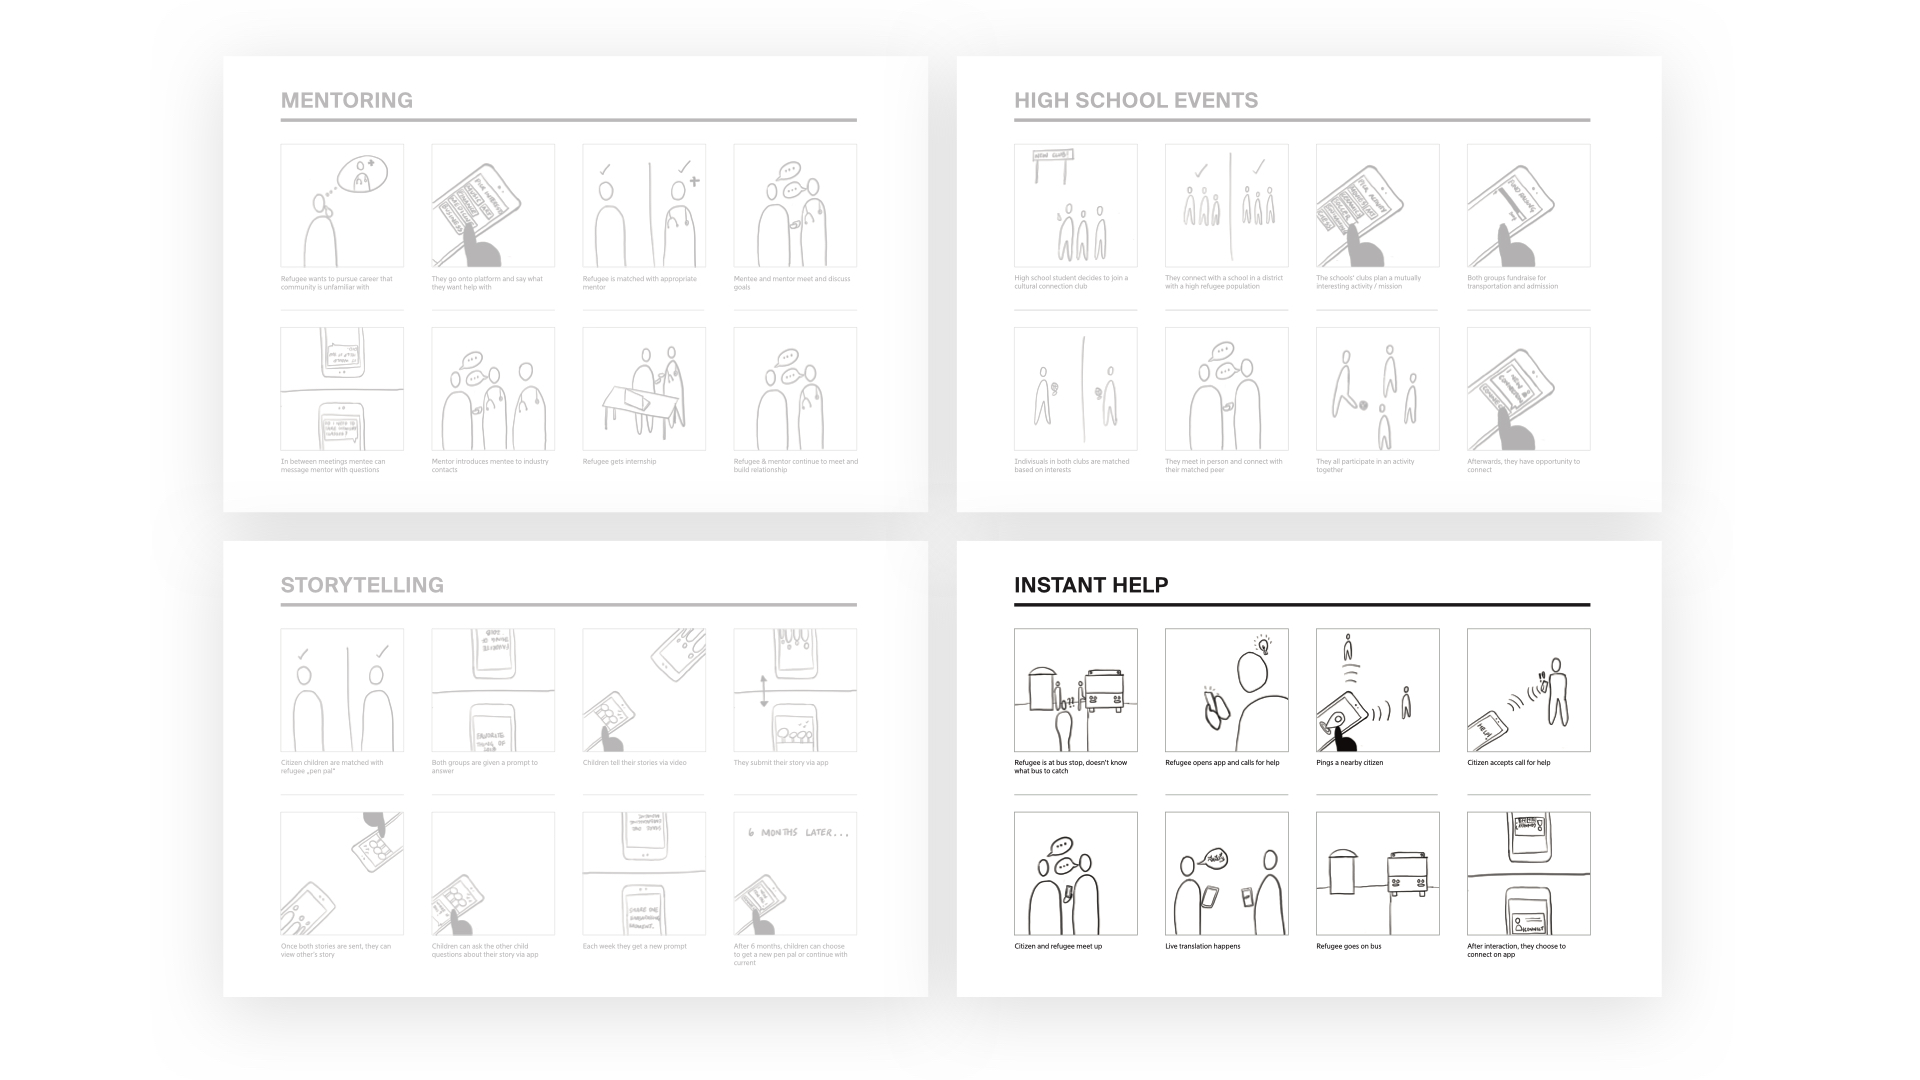 MENTORING
Refugee wants to pursue career that
community is unfamiliar with
They go onto platform and say what
they want help with
Refugee is matched with appropriate
mentor
Mentee and mentor meet and discuss
goals
In between meetings mentee can
message mentor with questions
Mentor introduces mentee to industry
contacts
Refugee gets internship
Refugee & mentor continue to meet and
build relationship
HIGH SCHOOL EVENTS
High school student decides to join a
cultural connection club
They connect with a school in a district
with a high refugee population
The schools' clubs plan a mutually
interesting activity / mission
Both groups fundraise for
transportation and admission
Indivisuals in both clubs are matched
based on interests
They meet in person and connect with
their matched peer
They all participate in an activity
together
Afterwards, they have opportunity to
connect
STORYTELLING
Citizen children are matched with
refugee „pen pal"
Both groups are given a prompt to
answer
Children tell their stories via video
They submit their story via app
Once both stories are sent, they can
view other's story
Children can ask the other child
questions about their story via app
Each week they get a new prompt
6 MONTHS LATER...
After 6 months, children can choose
to get a new pen pal or continue with
current
INSTANT HELP
Refugee is at bus stop, doesn't know
what bus to catch
Refugee opens app and calls for help
Pings a nearby citizen
HELP
Citizen accepts call for help
Citizen and refugee meet up
Live translation happens
Refugee goes on bus
After interaction, they choose to
connect on app